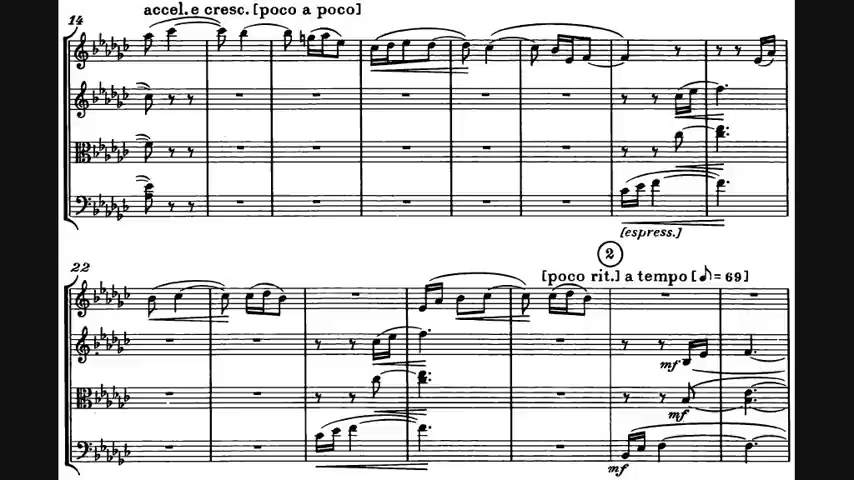 accel. e cresc. [poco a poco]
14
[espress.]
2
22
[poco rit.] a tempo [♪= 69]
mf
mf
mf